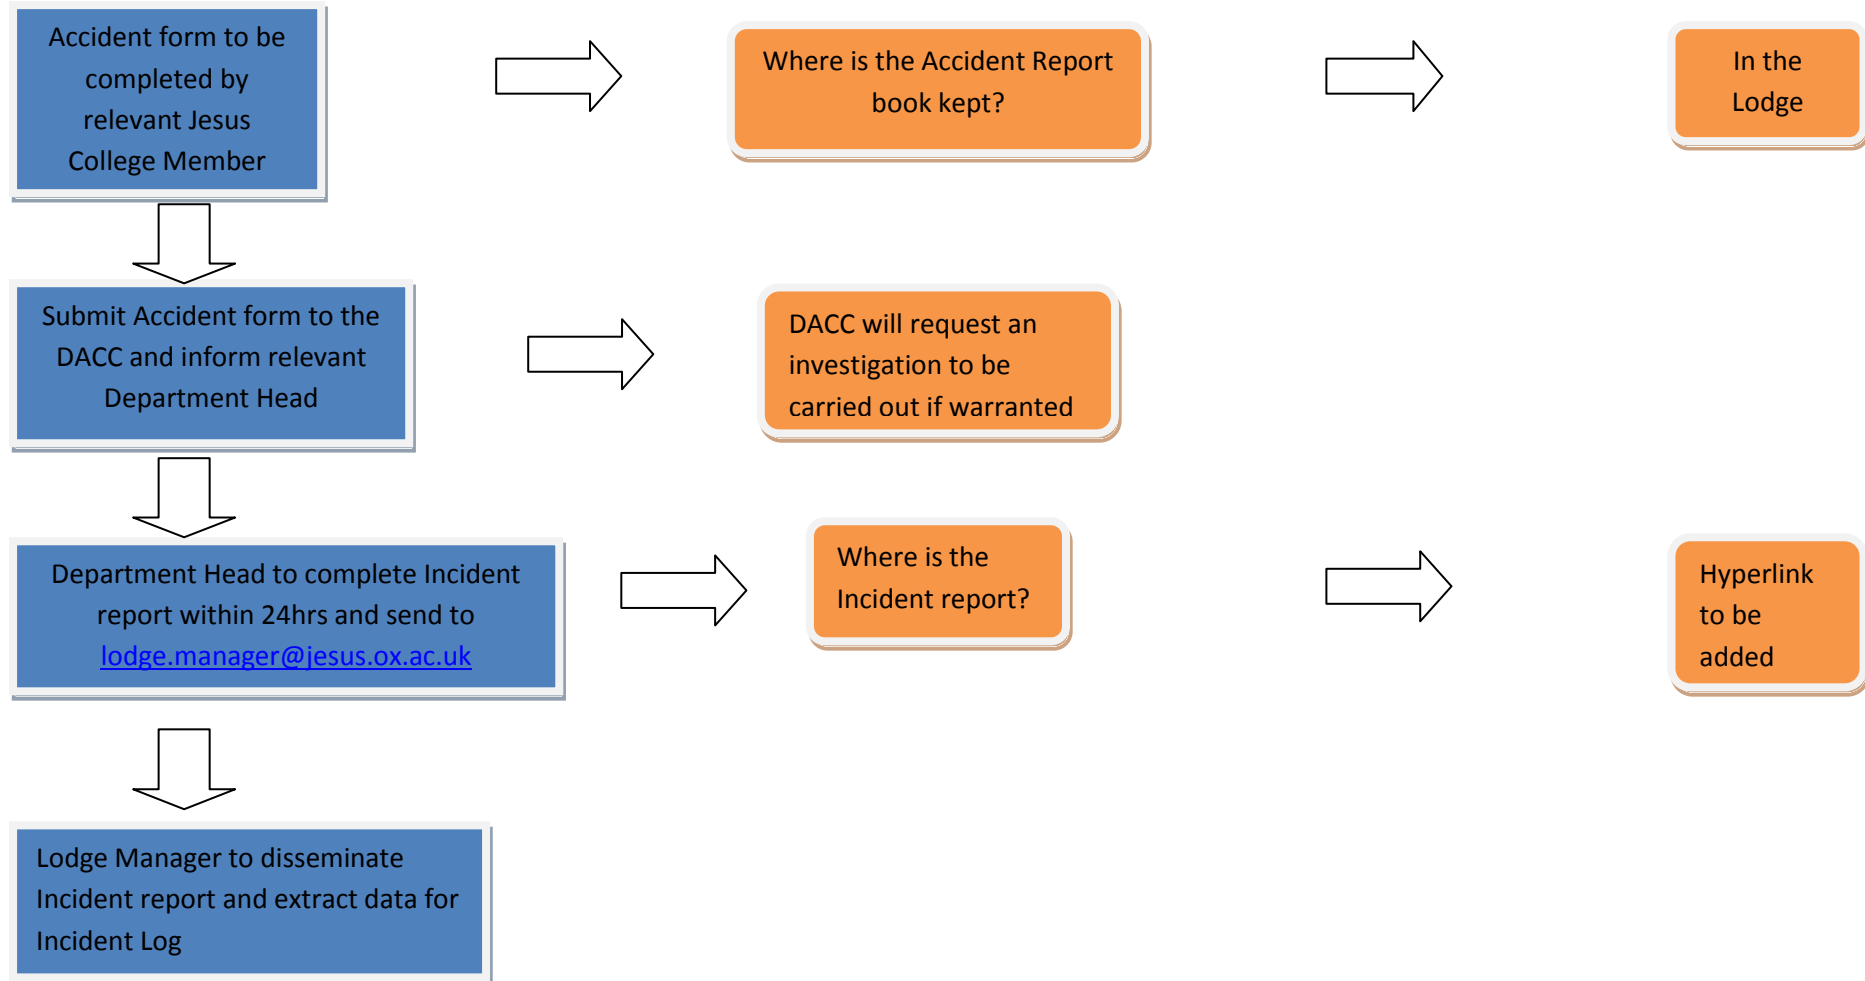 Accident form to be
completed by
relevant Jesus
College Member
Where is the Accident Report
book kept?
In the
Lodge
Submit Accident form to the
DACC and inform relevant
Department Head
DACC will request an
investigation to be
carried out if warranted
Department Head to complete Incident
report within 24hrs and send to
lodge.manager@jesus.ox.ac.uk
Where is the
Incident report?
Hyperlink
to be
added
Lodge Manager to disseminate
Incident report and extract data for
Incident Log